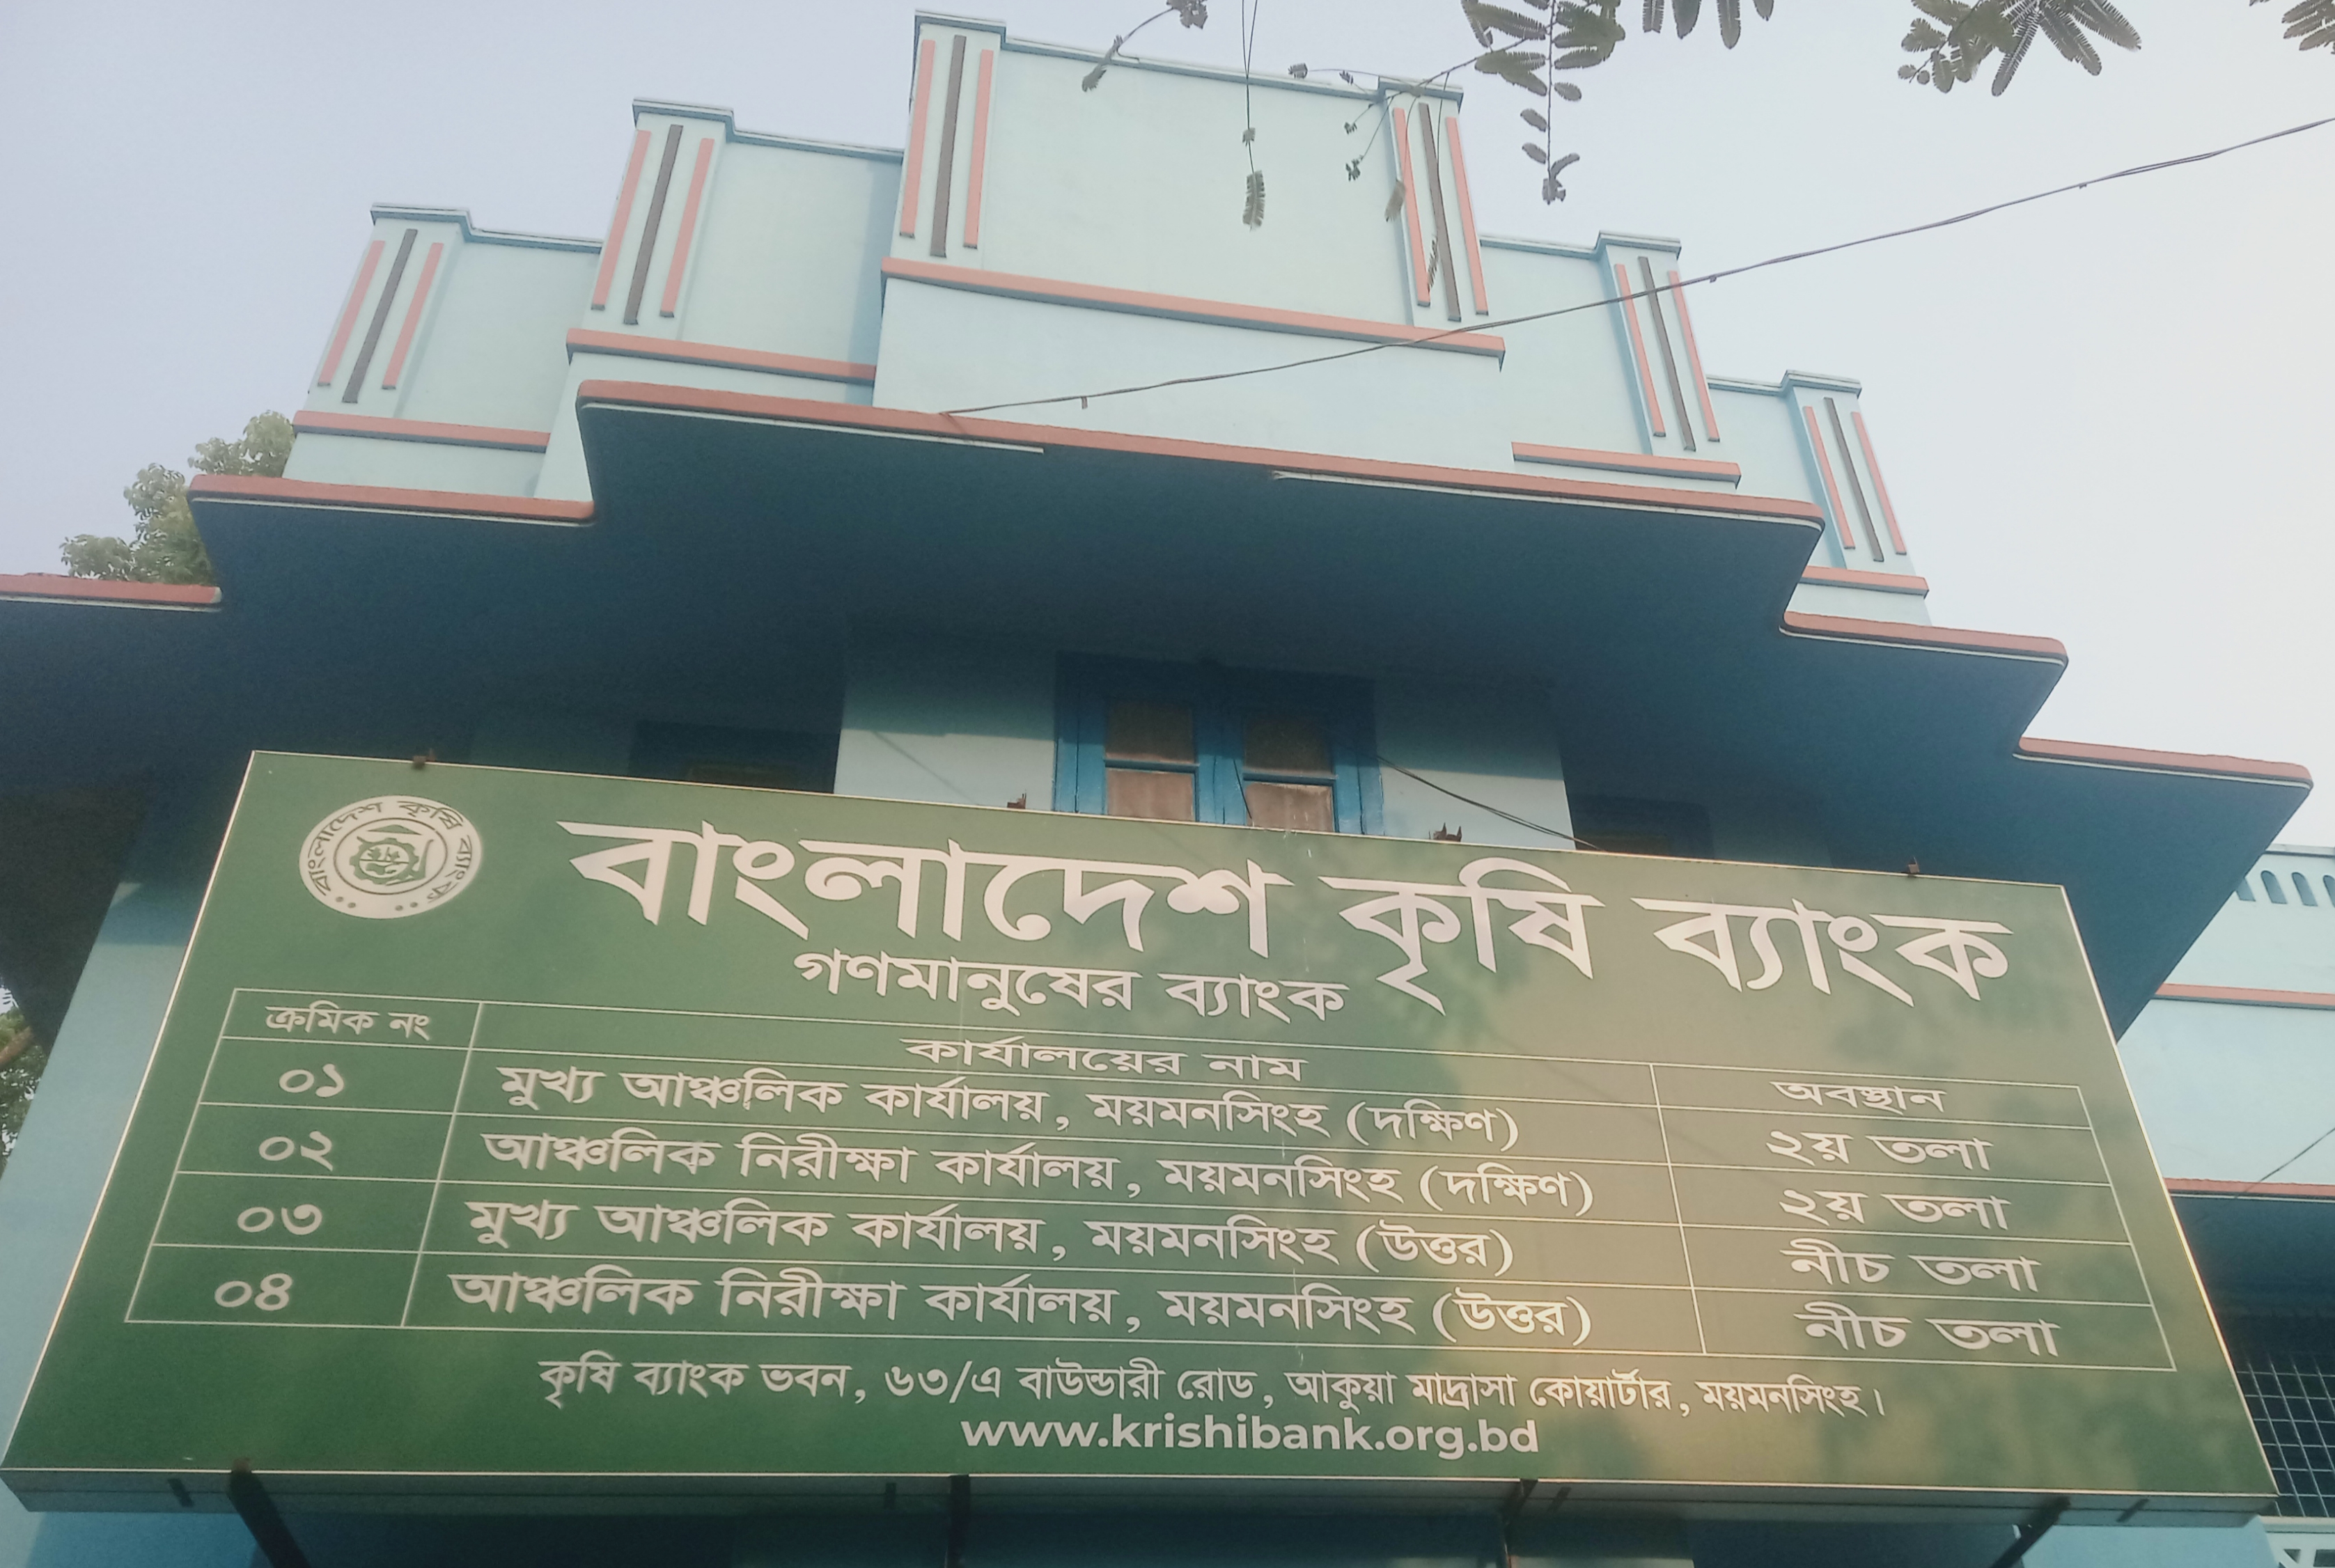 বাংলাদেশ কৃষি ব্যাংক
বাংলাদেশ কৃষি ব্যাংক
গণমানুষের ব্যাংক
ক্রমিক নং কার্যালয়ের নাম অবস্থান
০১ মুখ্য আঞ্চলিক কার্যালয়, ময়মনসিংহ (দক্ষিণ) ২য় তলা
০২ আঞ্চলিক নিরীক্ষা কার্যালয়, ময়মনসিংহ (দক্ষিণ) ২য় তলা
০৩ মুখ্য আঞ্চলিক কার্যালয়, ময়মনসিংহ (উত্তর) নীচ তলা
০৪ আঞ্চলিক নিরীক্ষা কার্যালয়, ময়মনসিংহ (উত্তর) নীচ তলা
কৃষি ব্যাংক ভবন, ৬৩/এ বাউন্ডারী রোড, আকুয়া মাদ্রাসা কোয়ার্টার, ময়মনসিংহ।
www.krishibank.org.bd